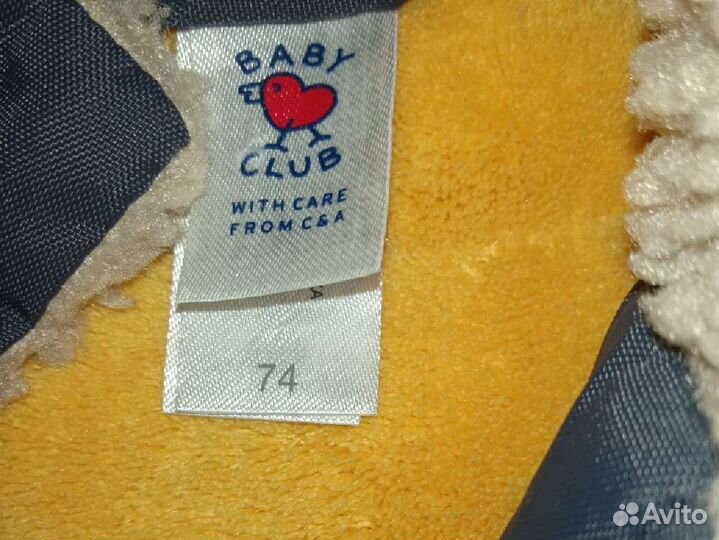 BABY
CLUB
WITH CARE
FROM C&A
74
Avito